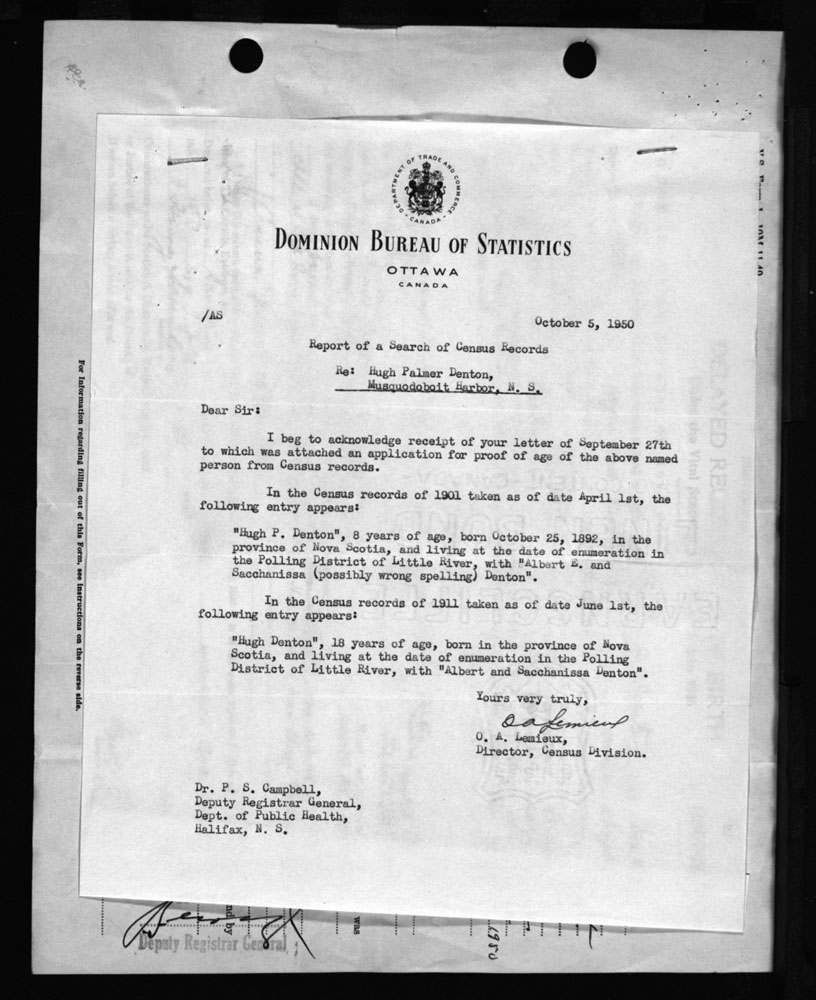 DEPARTMENT OF TRADE AND COMMERCE
CANADA
DOMINION BUREAU OF STATISTICS
OTTAWA
CANADA
/AS
October 5, 1950
Report of a Search of Census Records
Re: Hugh Palmer Denton,
Musquodoboit Harbor, N. S.
Dear Sir:
I beg to acknowledge receipt of your letter of September 27th
to which was attached an application for proof of age of the above named
person from Census records.
In the Census records of 1901 taken as of date April 1st, the
following entry appears:
"Hugh P. Denton", 8 years of age, born October 25, 1892, in the
province of Nova Scotia, and living at the date of enumeration in
the Polling District of Little River, with "Albert E. and
Sacchanissa (possibly wrong spelling) Denton".
In the Census records of 1911 taken as of date June 1st, the
following entry appears:
"Hugh Denton", 18 years of age, born in the province of Nova
Scotia, and living at the date of enumeration in the Polling
District of Little River, with "Albert and Sacchanissa Denton".
Yours very truly,
O A Lemieux
O. A. Lemieux,
Director, Census Division.
Dr. P. S. Campbell,
Deputy Registrar General,
Dept. of Public Health,
Halifax, N. S.
For Information regarding filling out of this Form, see Instructions on the reverse side.
Deputy Registrar General
nd by
was
1950